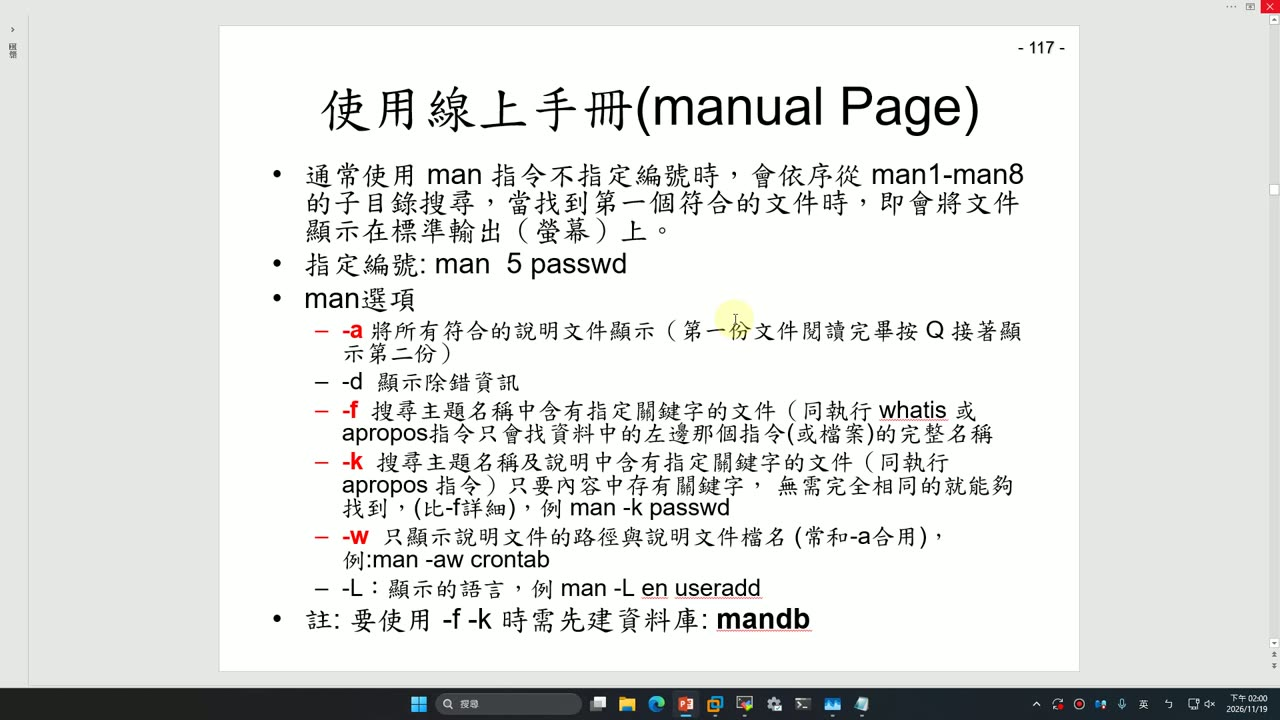 - 117 -
使用線上手冊(manual Page)
• 通常使用 man 指令不指定編號時，會依序從 man1-man8
的子目錄搜尋，當找到第一個符合的文件時，即會將文件
顯示在標準輸出（螢幕）上。
• 指定編號: man 5 passwd
• man選項
– -a 將所有符合的說明文件顯示（第一份文件閱讀完畢按 Q 接著顯
示第二份）
– -d 顯示除錯資訊
– -f 搜尋主題名稱中含有指定關鍵字的文件（同執行 whatis 或
apropos指令只會找資料中的左邊那個指令(或檔案)的完整名稱
– -k 搜尋主題名稱及說明中含有指定關鍵字的文件（同執行
apropos 指令）只要內容中存有關鍵字， 無需完全相同的就能夠
找到，(比-f詳細)，例 man -k passwd
– -w 只顯示說明文件的路徑與說明文件檔名 (常和-a合用)，
例:man -aw crontab
– -L：顯示的語言，例 man -L en useradd
• 註: 要使用 -f -k 時需先建資料庫: mandb
搜尋
英
ㄅ
下午 02:00
2026/11/19